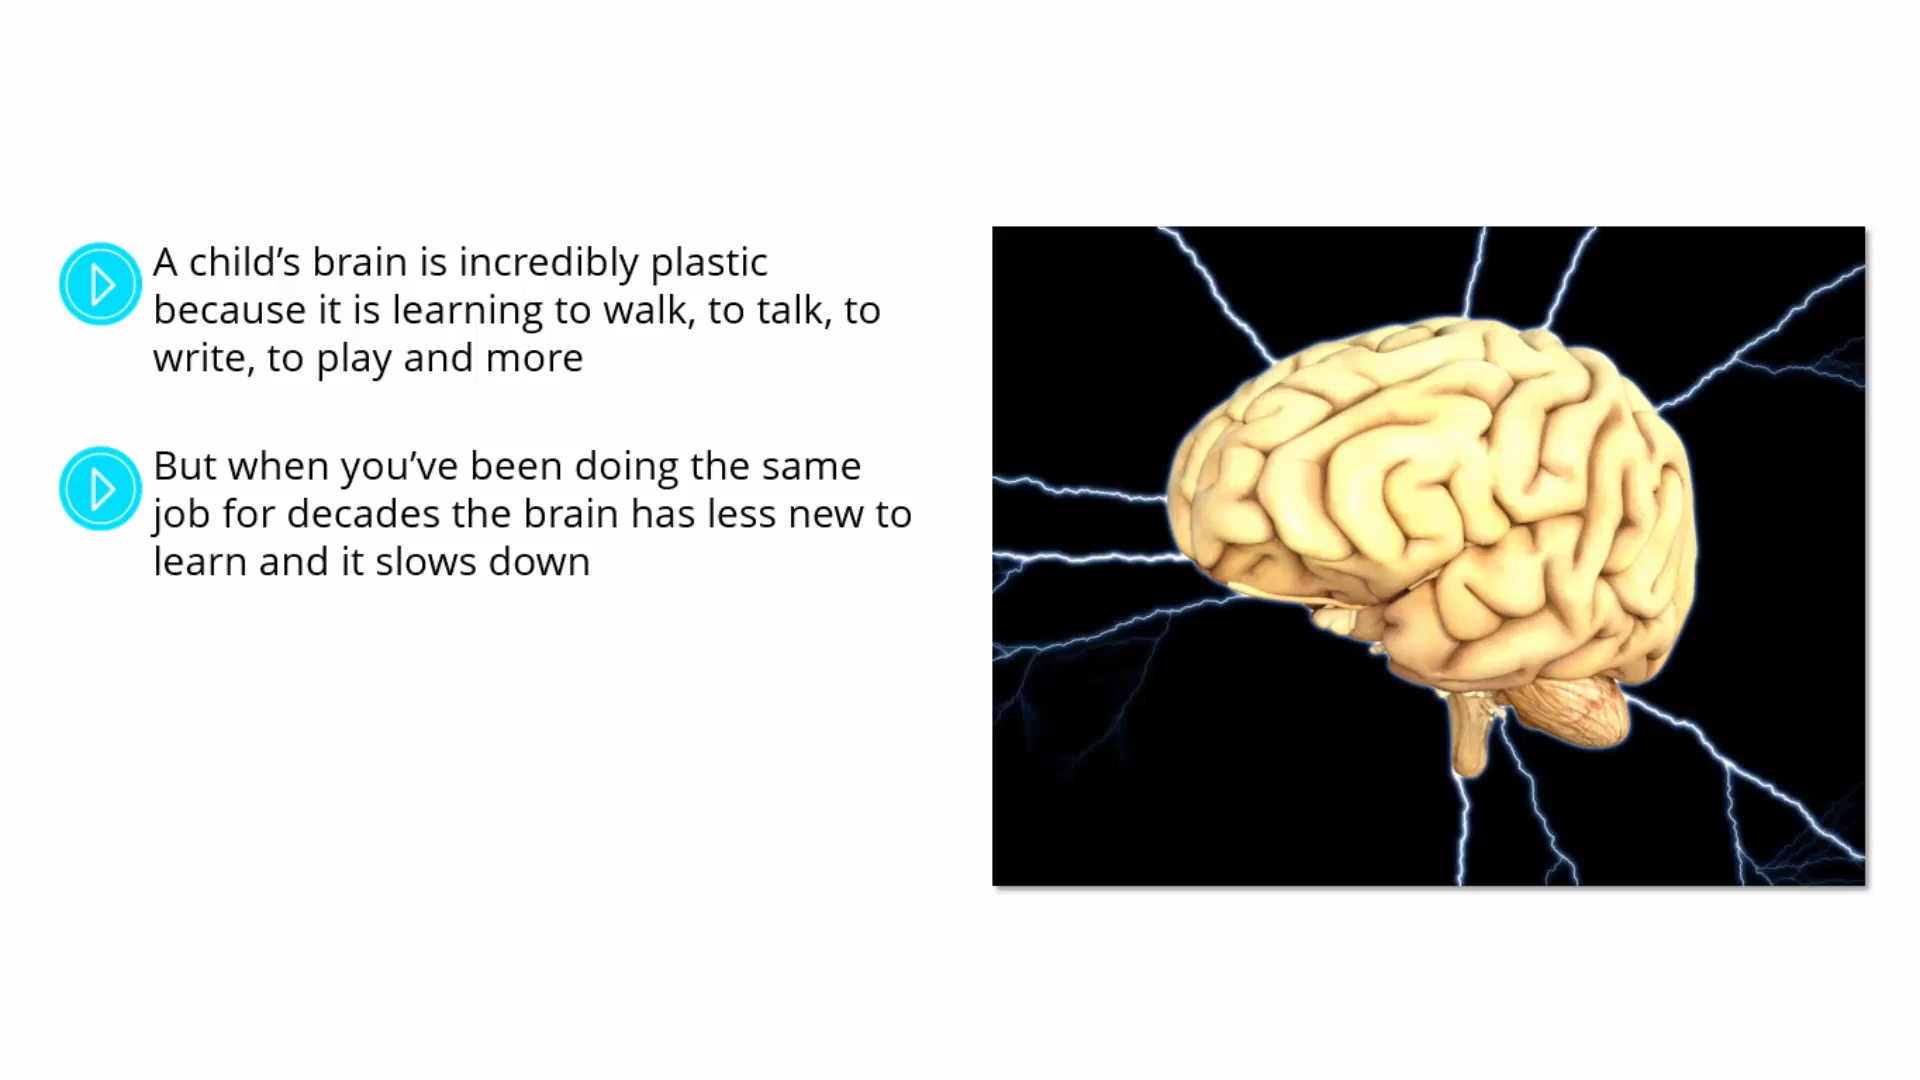 A child’s brain is incredibly plastic
because it is learning to walk, to talk, to
write, to play and more
But when you’ve been doing the same
job for decades the brain has less new to
learn and it slows down